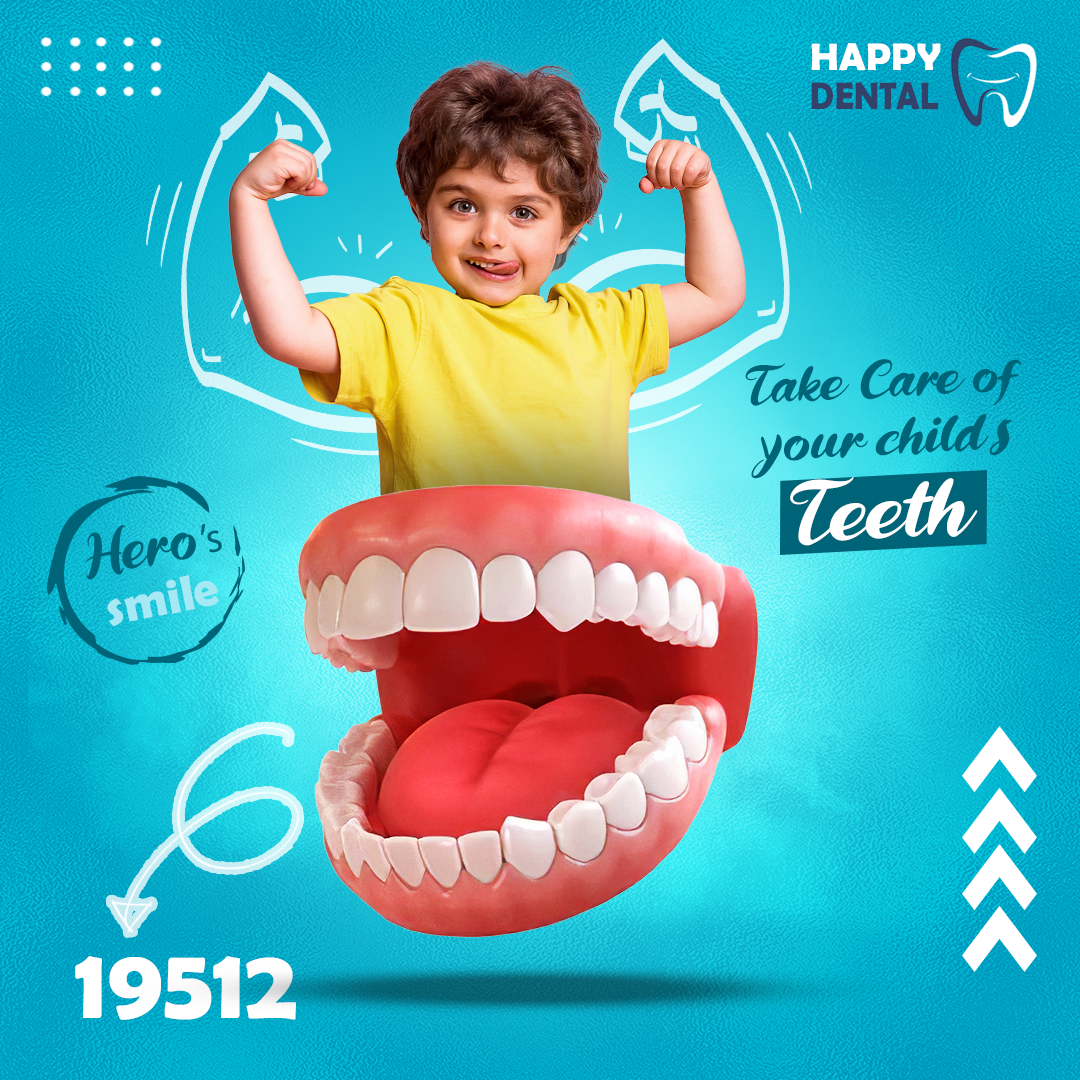 HAPPY
DENTAL
Take Care of
your child's
Teeth
Hero's
smile
19512